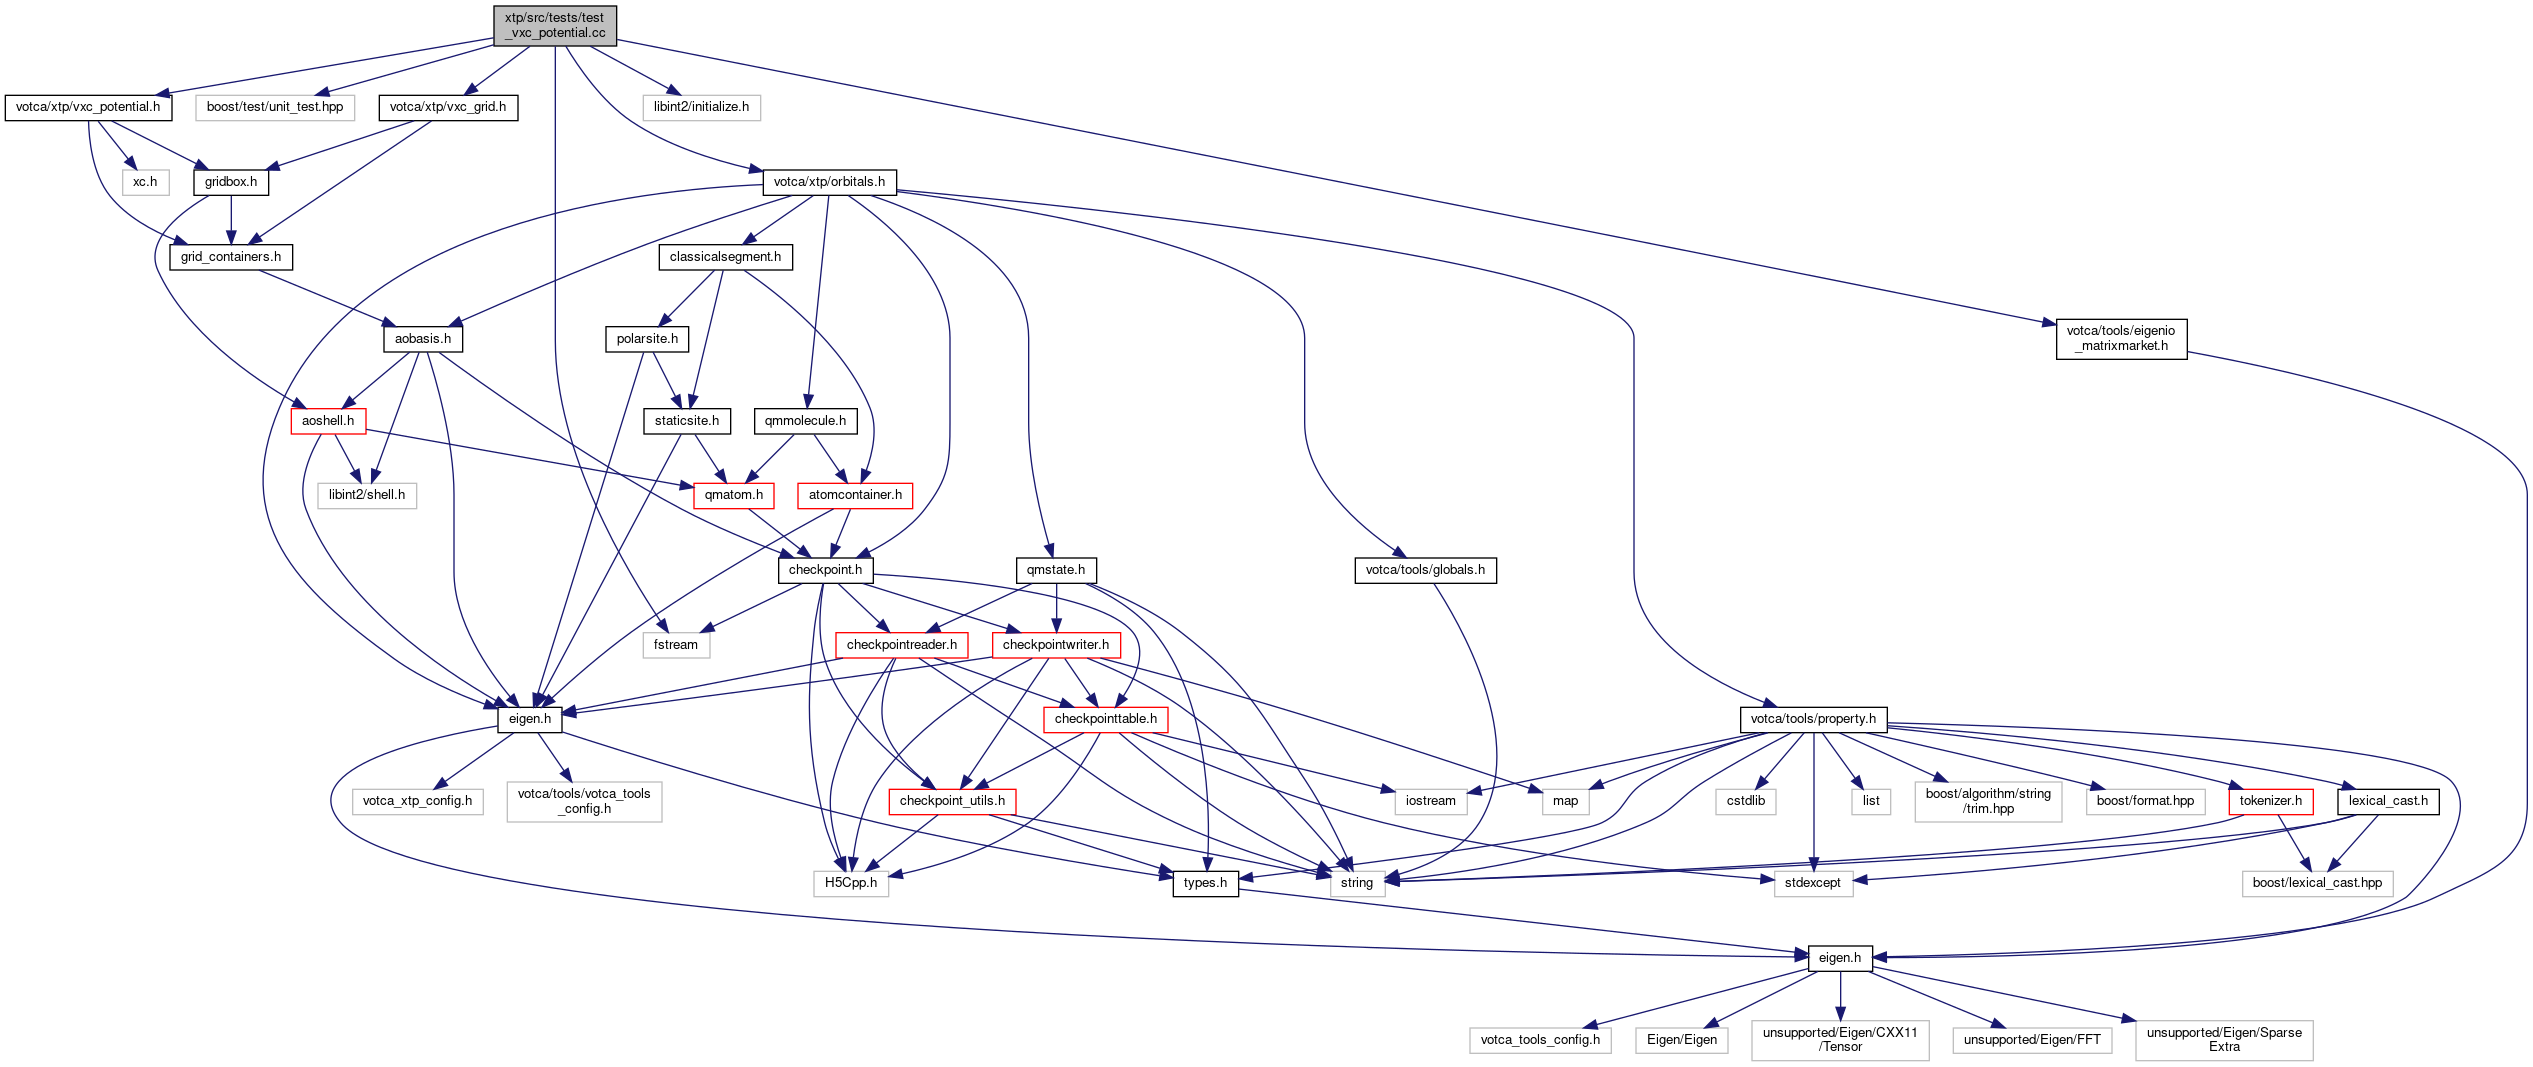 xtp/src/tests/test
_vxc_potential.cc
votca/xtp/vxc_potential.h
boost/test/unit_test.hpp
votca/xtp/vxc_grid.h
libint2/initialize.h
xc.h
gridbox.h
votca/xtp/orbitals.h
grid_containers.h
classicalsegment.h
aobasis.h
polarsite.h
votca/tools/eigenio
_matrixmarket.h
aoshell.h
staticsite.h
qmmolecule.h
libint2/shell.h
qmatom.h
atomcontainer.h
checkpoint.h
qmstate.h
votca/tools/globals.h
fstream
checkpointreader.h
checkpointwriter.h
eigen.h
checkpointtable.h
votca/tools/property.h
votca_xtp_config.h
votca/tools/votca_tools
_config.h
checkpoint_utils.h
iostream
map
cstdlib
list
boost/algorithm/string
/trim.hpp
boost/format.hpp
tokenizer.h
lexical_cast.h
H5Cpp.h
types.h
string
stdexcept
boost/lexical_cast.hpp
eigen.h
votca_tools_config.h
Eigen/Eigen
unsupported/Eigen/CXX11
/Tensor
unsupported/Eigen/FFT
unsupported/Eigen/Sparse
Extra